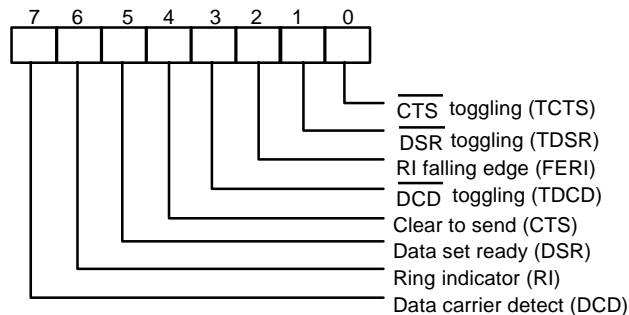 7 6 5 4 3 2 1 0
CTS toggling (TCTS)
DSR toggling (TDSR)
RI falling edge (FERI)
DCD toggling (TDCD)
Clear to send (CTS)
Data set ready (DSR)
Ring indicator (RI)
Data carrier detect (DCD)